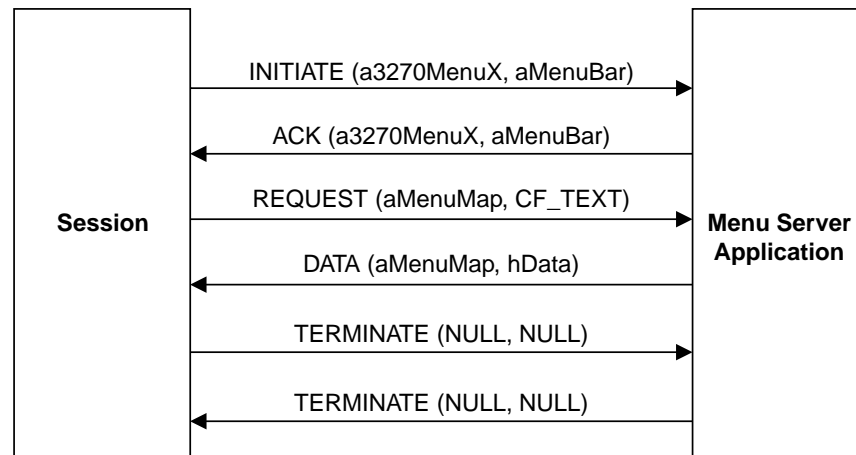 INITIATE (a3270MenuX, aMenuBar)
ACK (a3270MenuX, aMenuBar)
REQUEST (aMenuMap, CF_TEXT)
Session
Menu Server
Application
DATA (aMenuMap, hData)
TERMINATE (NULL, NULL)
TERMINATE (NULL, NULL)